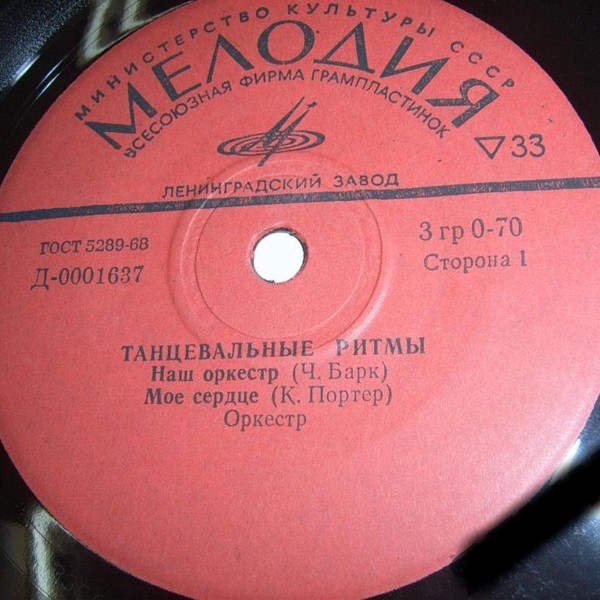 МИНИСТЕРСТВО КУЛЬТУРЫ СССР
МЕЛОДИЯ
ВСЕСОЮЗНАЯ ФИРМА ГРАМПЛАСТИНОК
33
ЛЕНИНГРАДСКИЙ ЗАВОД
ГОСТ 5289-68
Д-0001637
3 гр 0-70
Сторона 1
ТАНЦЕВАЛЬНЫЕ РИТМЫ
Наш оркестр (Ч. Барк)
Мое сердце (К. Портер)
Оркестр